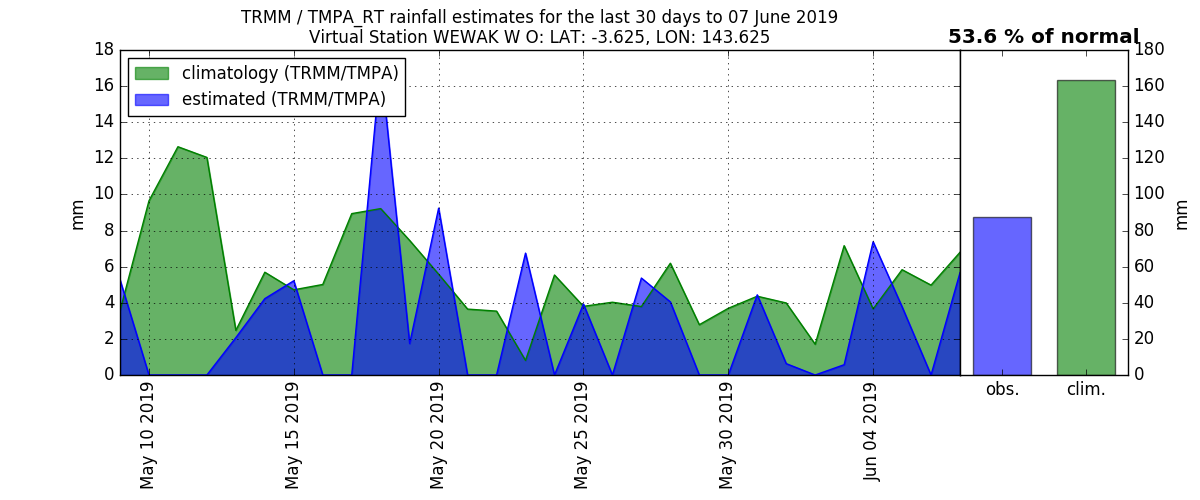 TRMM / TMPA_RT rainfall estimates for the last 30 days to 07 June 2019
Virtual Station WEWAK W O: LAT: -3.625, LON: 143.625
53.6 % of normal
climatology (TRMM/TMPA)
estimated (TRMM/TMPA)
mm
18
16
14
12
10
8
6
4
2
0
May 10 2019
May 15 2019
May 20 2019
May 25 2019
May 30 2019
Jun 04 2019
obs.
clim.
180
160
140
120
100
80
60
40
20
0
mm